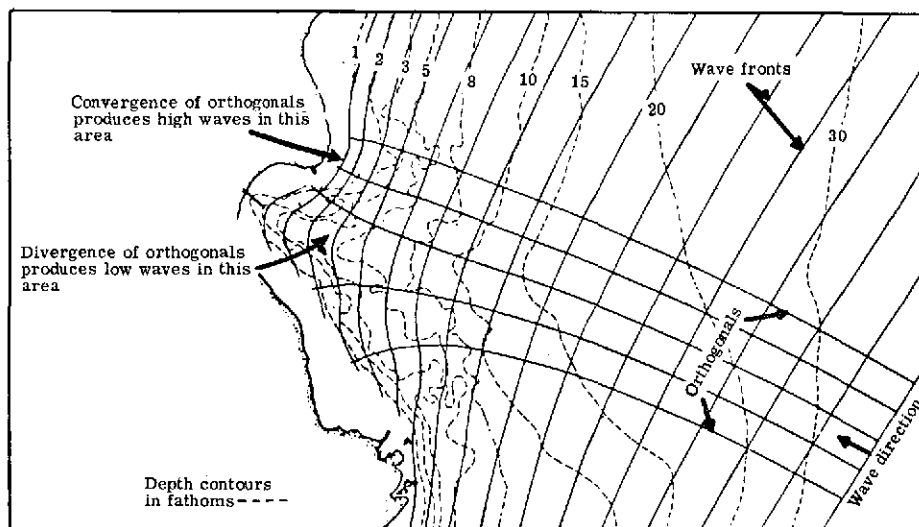 1 2 3 5 8 10 15 20 30
Wave fronts
Convergence of orthogonals
produces high waves in this
area
Divergence of orthogonals
produces low waves in this
area
Orthogonals
Wave direction
Depth contours
in fathoms ----